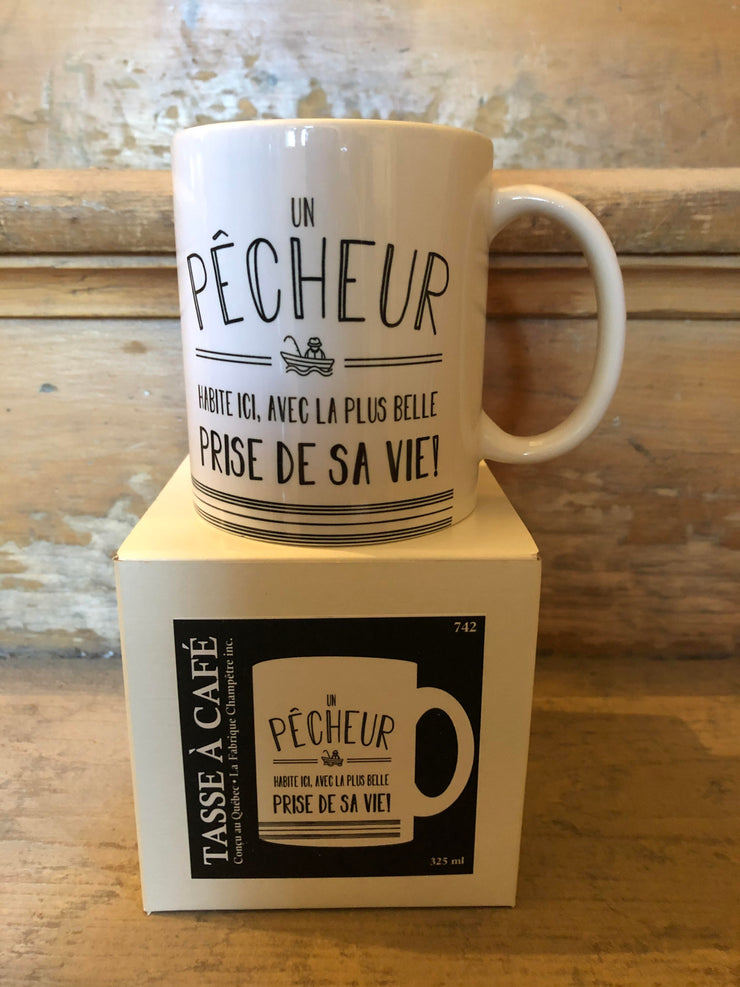 UN
PÊCHEUR
HABITE ICI, AVEC LA PLUS BELLE
PRISE DE SA VIE!
742
TASSE À CAFÉ
Conçu au Québec • La Fabrique Champêtre inc.
UN
PÊCHEUR
HABITE ICI, AVEC LA PLUS BELLE
PRISE DE SA VIE!
325 ml